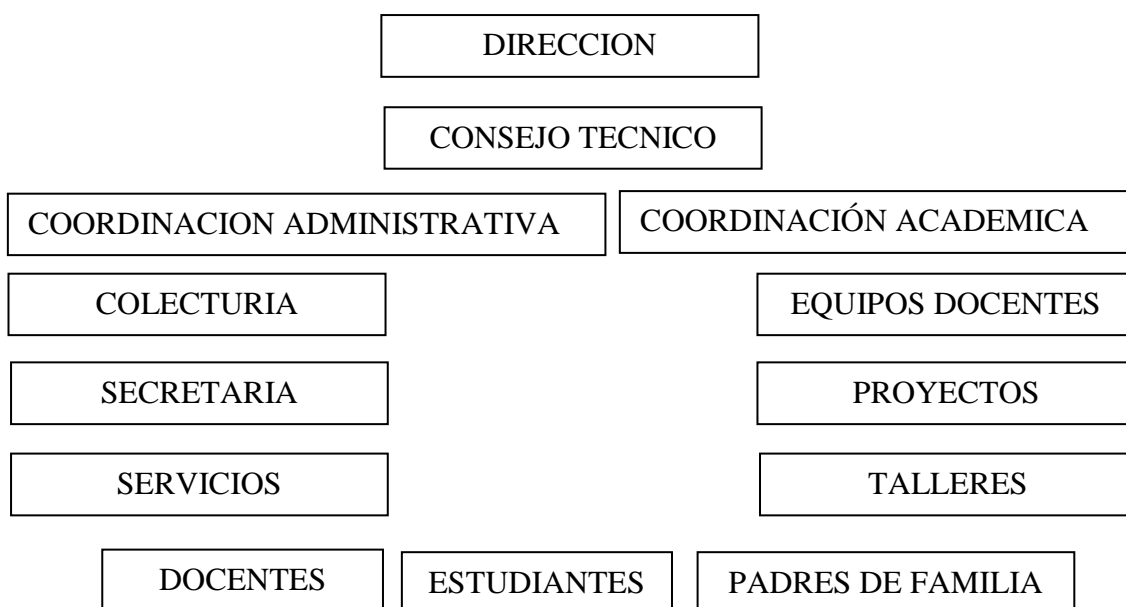 DIRECCION
CONSEJO TECNICO
COORDINACION ADMINISTRATIVA
COORDINACIÓN ACADEMICA
COLECTURIA
EQUIPOS DOCENTES
SECRETARIA
PROYECTOS
SERVICIOS
TALLERES
DOCENTES
ESTUDIANTES
PADRES DE FAMILIA